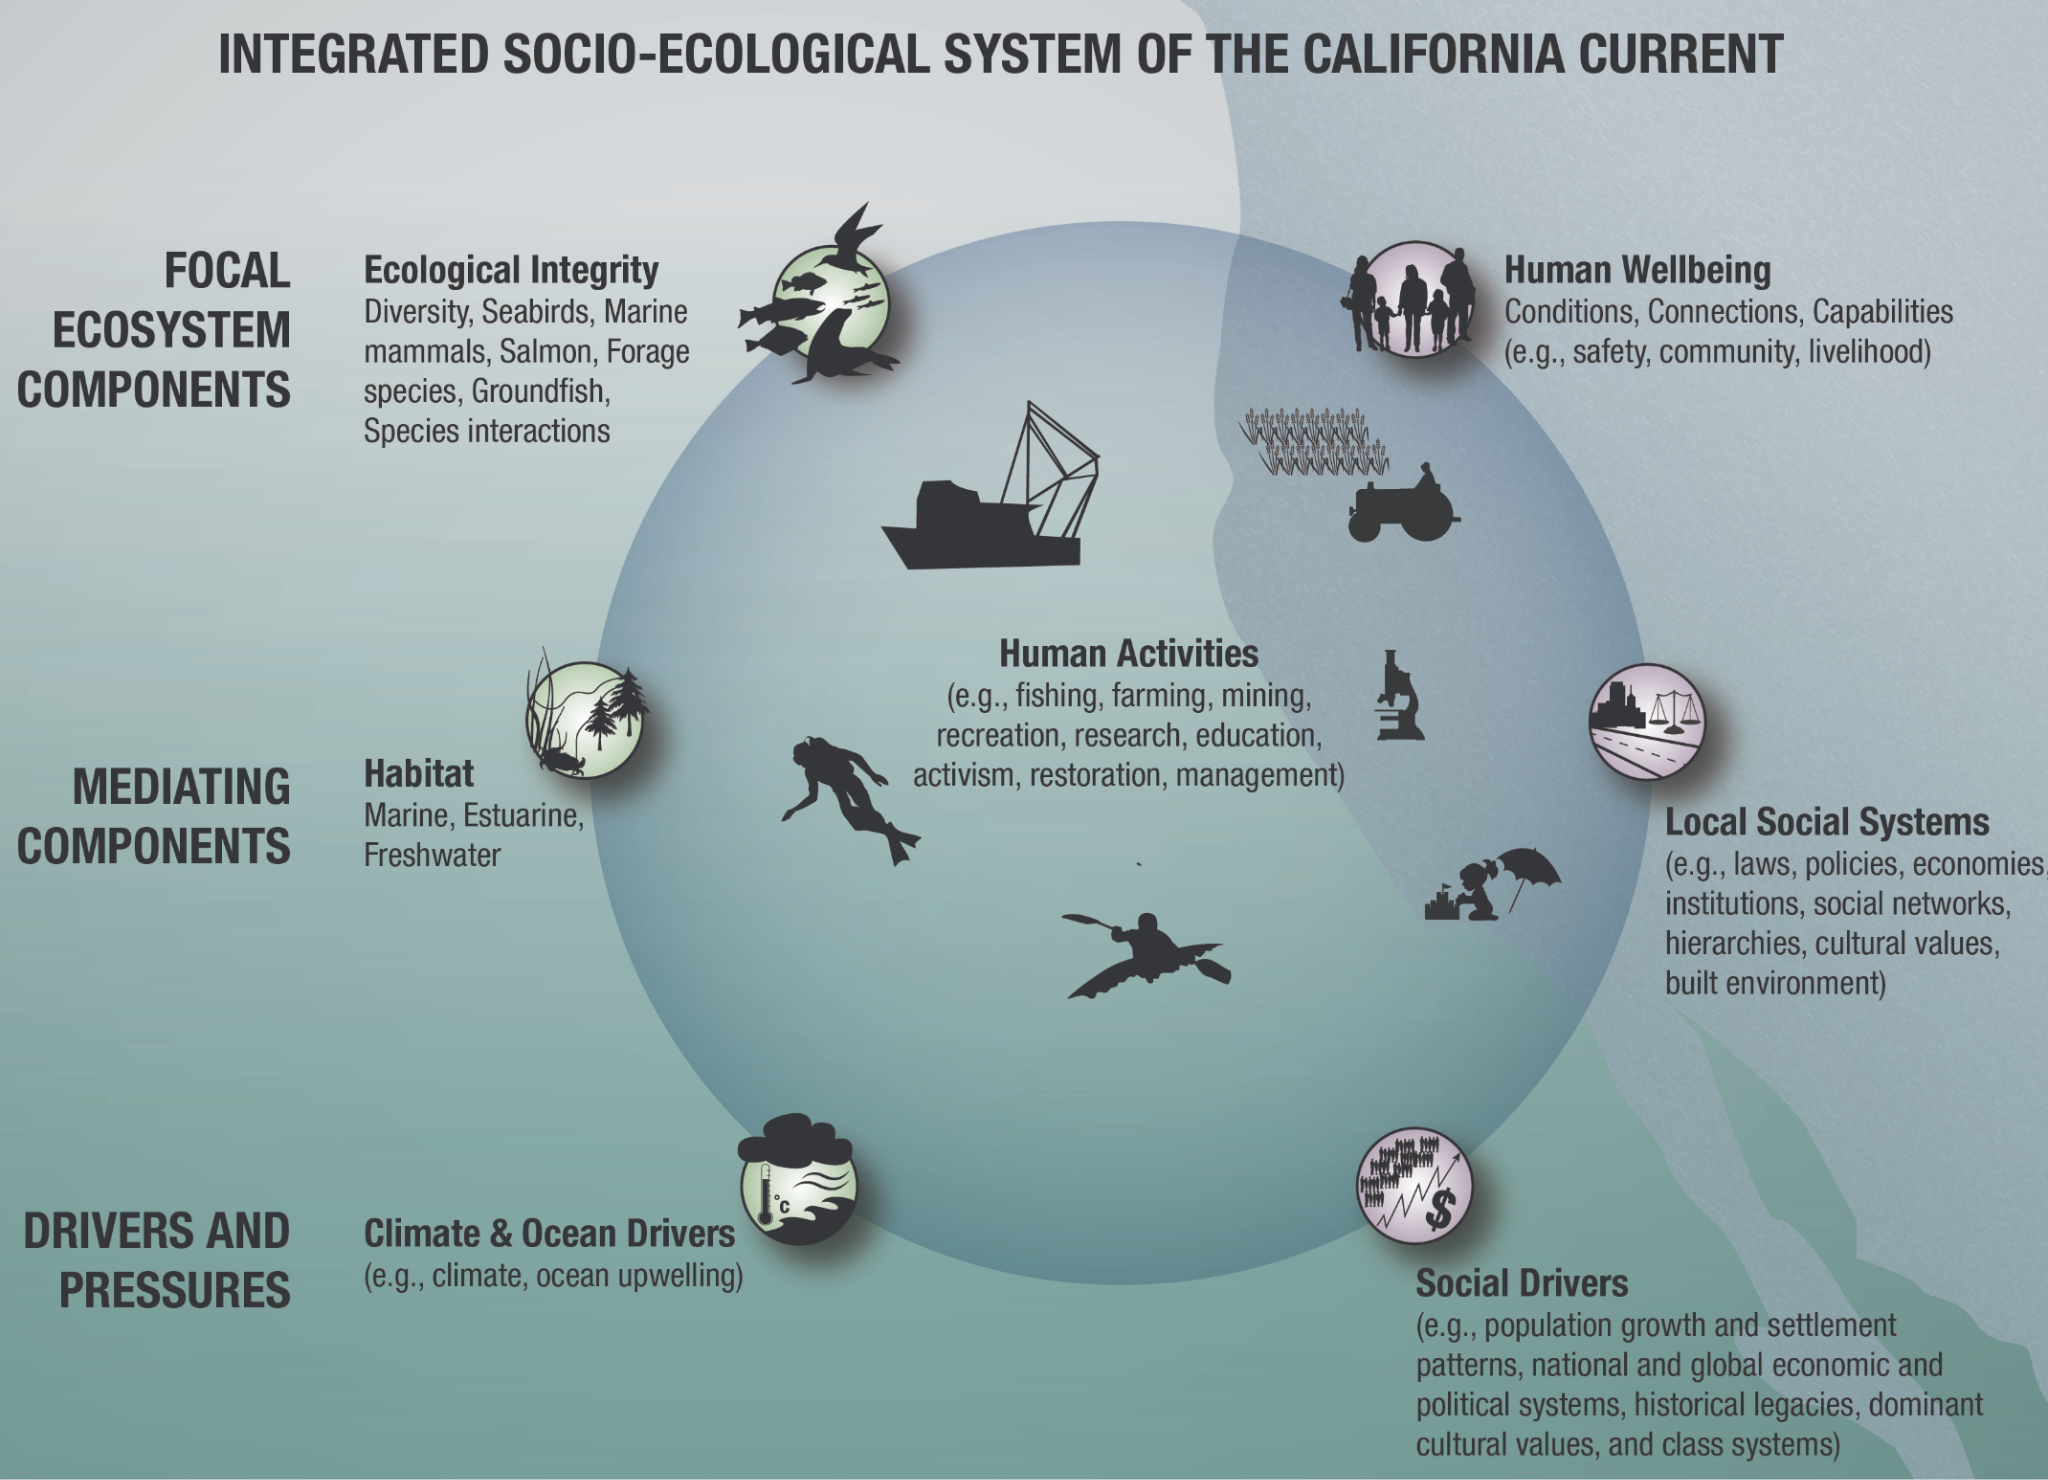 INTEGRATED SOCIO-ECOLOGICAL SYSTEM OF THE CALIFORNIA CURRENT
FOCAL
ECOSYSTEM
COMPONENTS
Ecological Integrity
Diversity, Seabirds, Marine
mammals, Salmon, Forage
species, Groundfish,
Species interactions
Human Wellbeing
Conditions, Connections, Capabilities
(e.g., safety, community, livelihood)
Human Activities
(e.g., fishing, farming, mining,
recreation, research, education,
activism, restoration, management)
MEDIATING
COMPONENTS
Habitat
Marine, Estuarine,
Freshwater
Local Social Systems
(e.g., laws, policies, economies,
institutions, social networks,
hierarchies, cultural values,
built environment)
DRIVERS AND
PRESSURES
Climate & Ocean Drivers
(e.g., climate, ocean upwelling)
°C
$
Social Drivers
(e.g., population growth and settlement
patterns, national and global economic and
political systems, historical legacies, dominant
cultural values, and class systems)